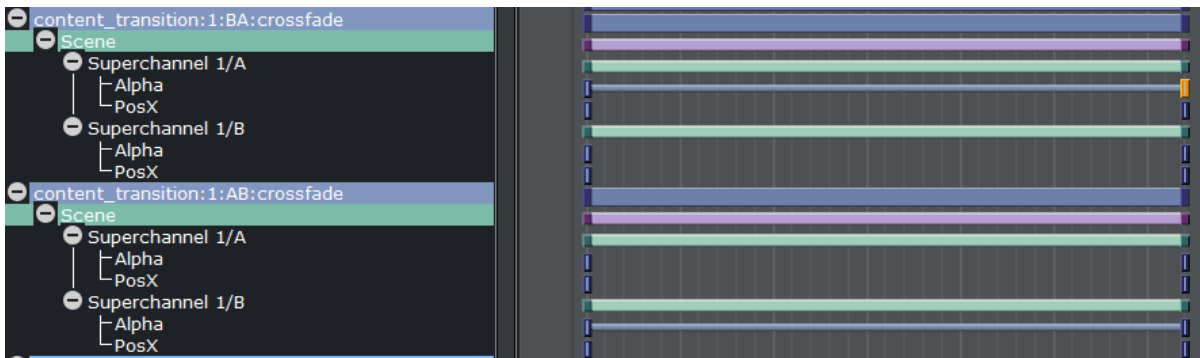 content_transition:1:BA:crossfade
Scene
Superchannel 1/A
Alpha
PosX
Superchannel 1/B
Alpha
PosX
content_transition:1:AB:crossfade
Scene
Superchannel 1/A
Alpha
PosX
Superchannel 1/B
Alpha
PosX